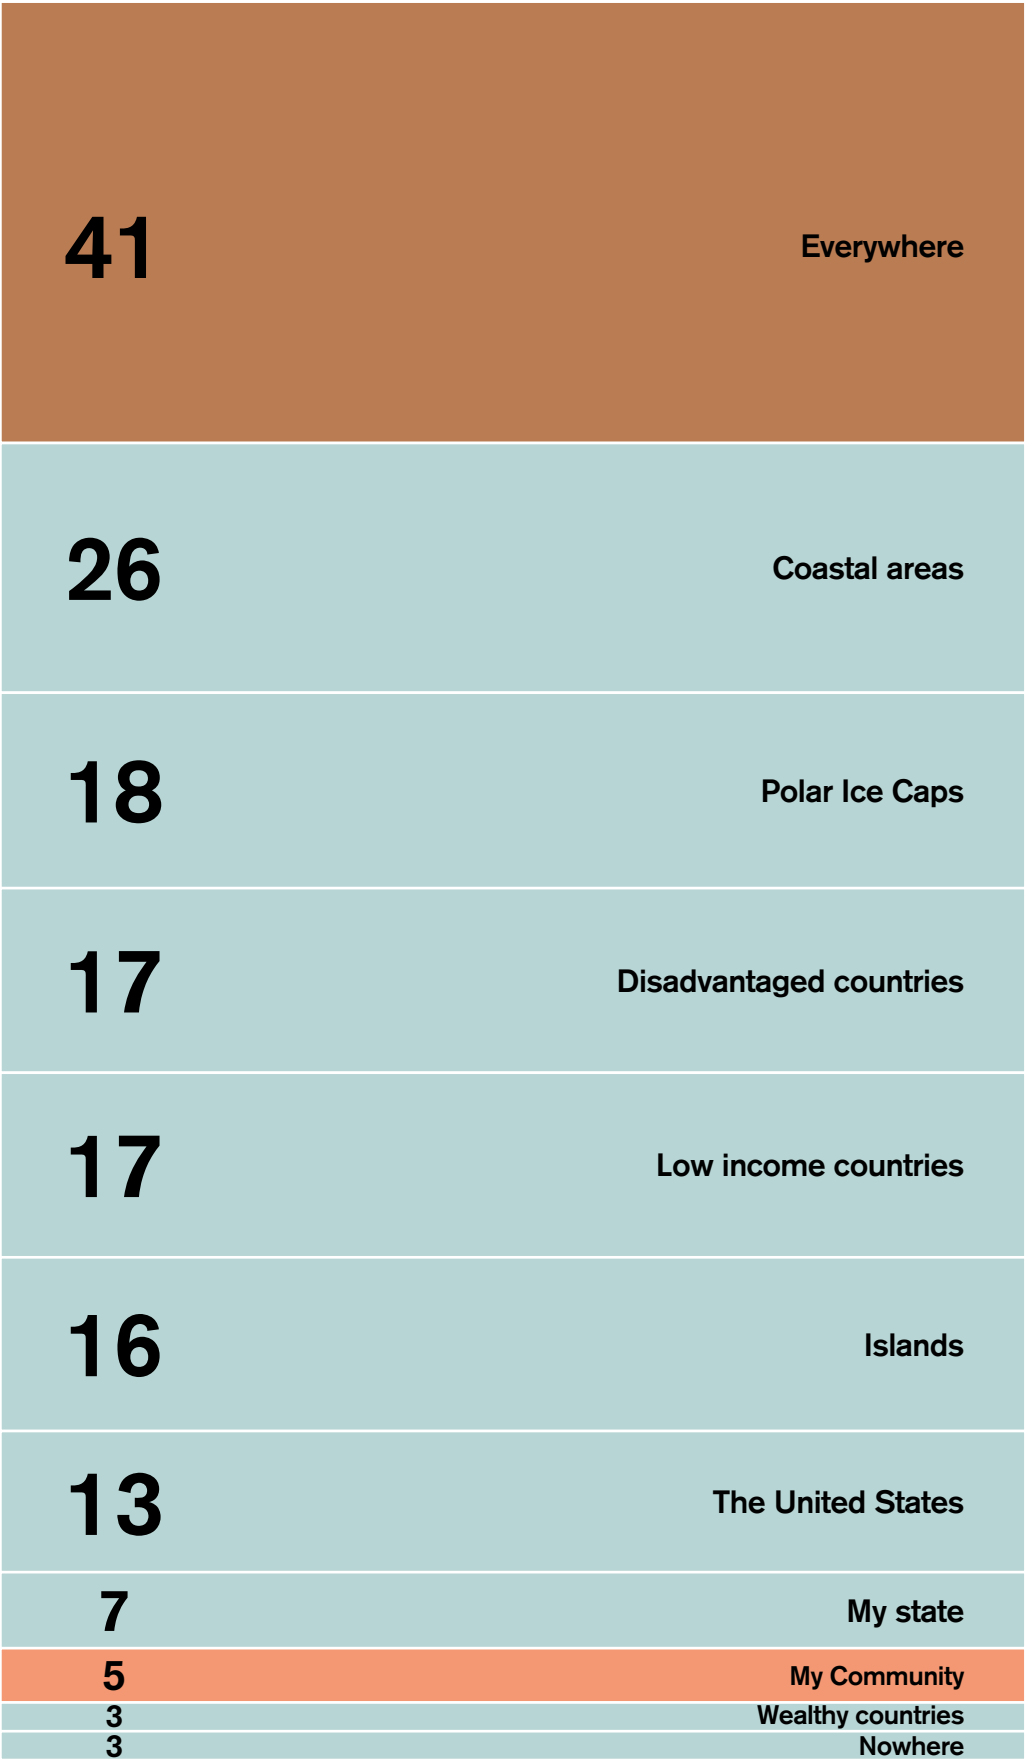 41 Everywhere
26 Coastal areas
18 Polar Ice Caps
17 Disadvantaged countries
17 Low income countries
16 Islands
13 The United States
7 My state
5 My Community
3 Wealthy countries
3 Nowhere